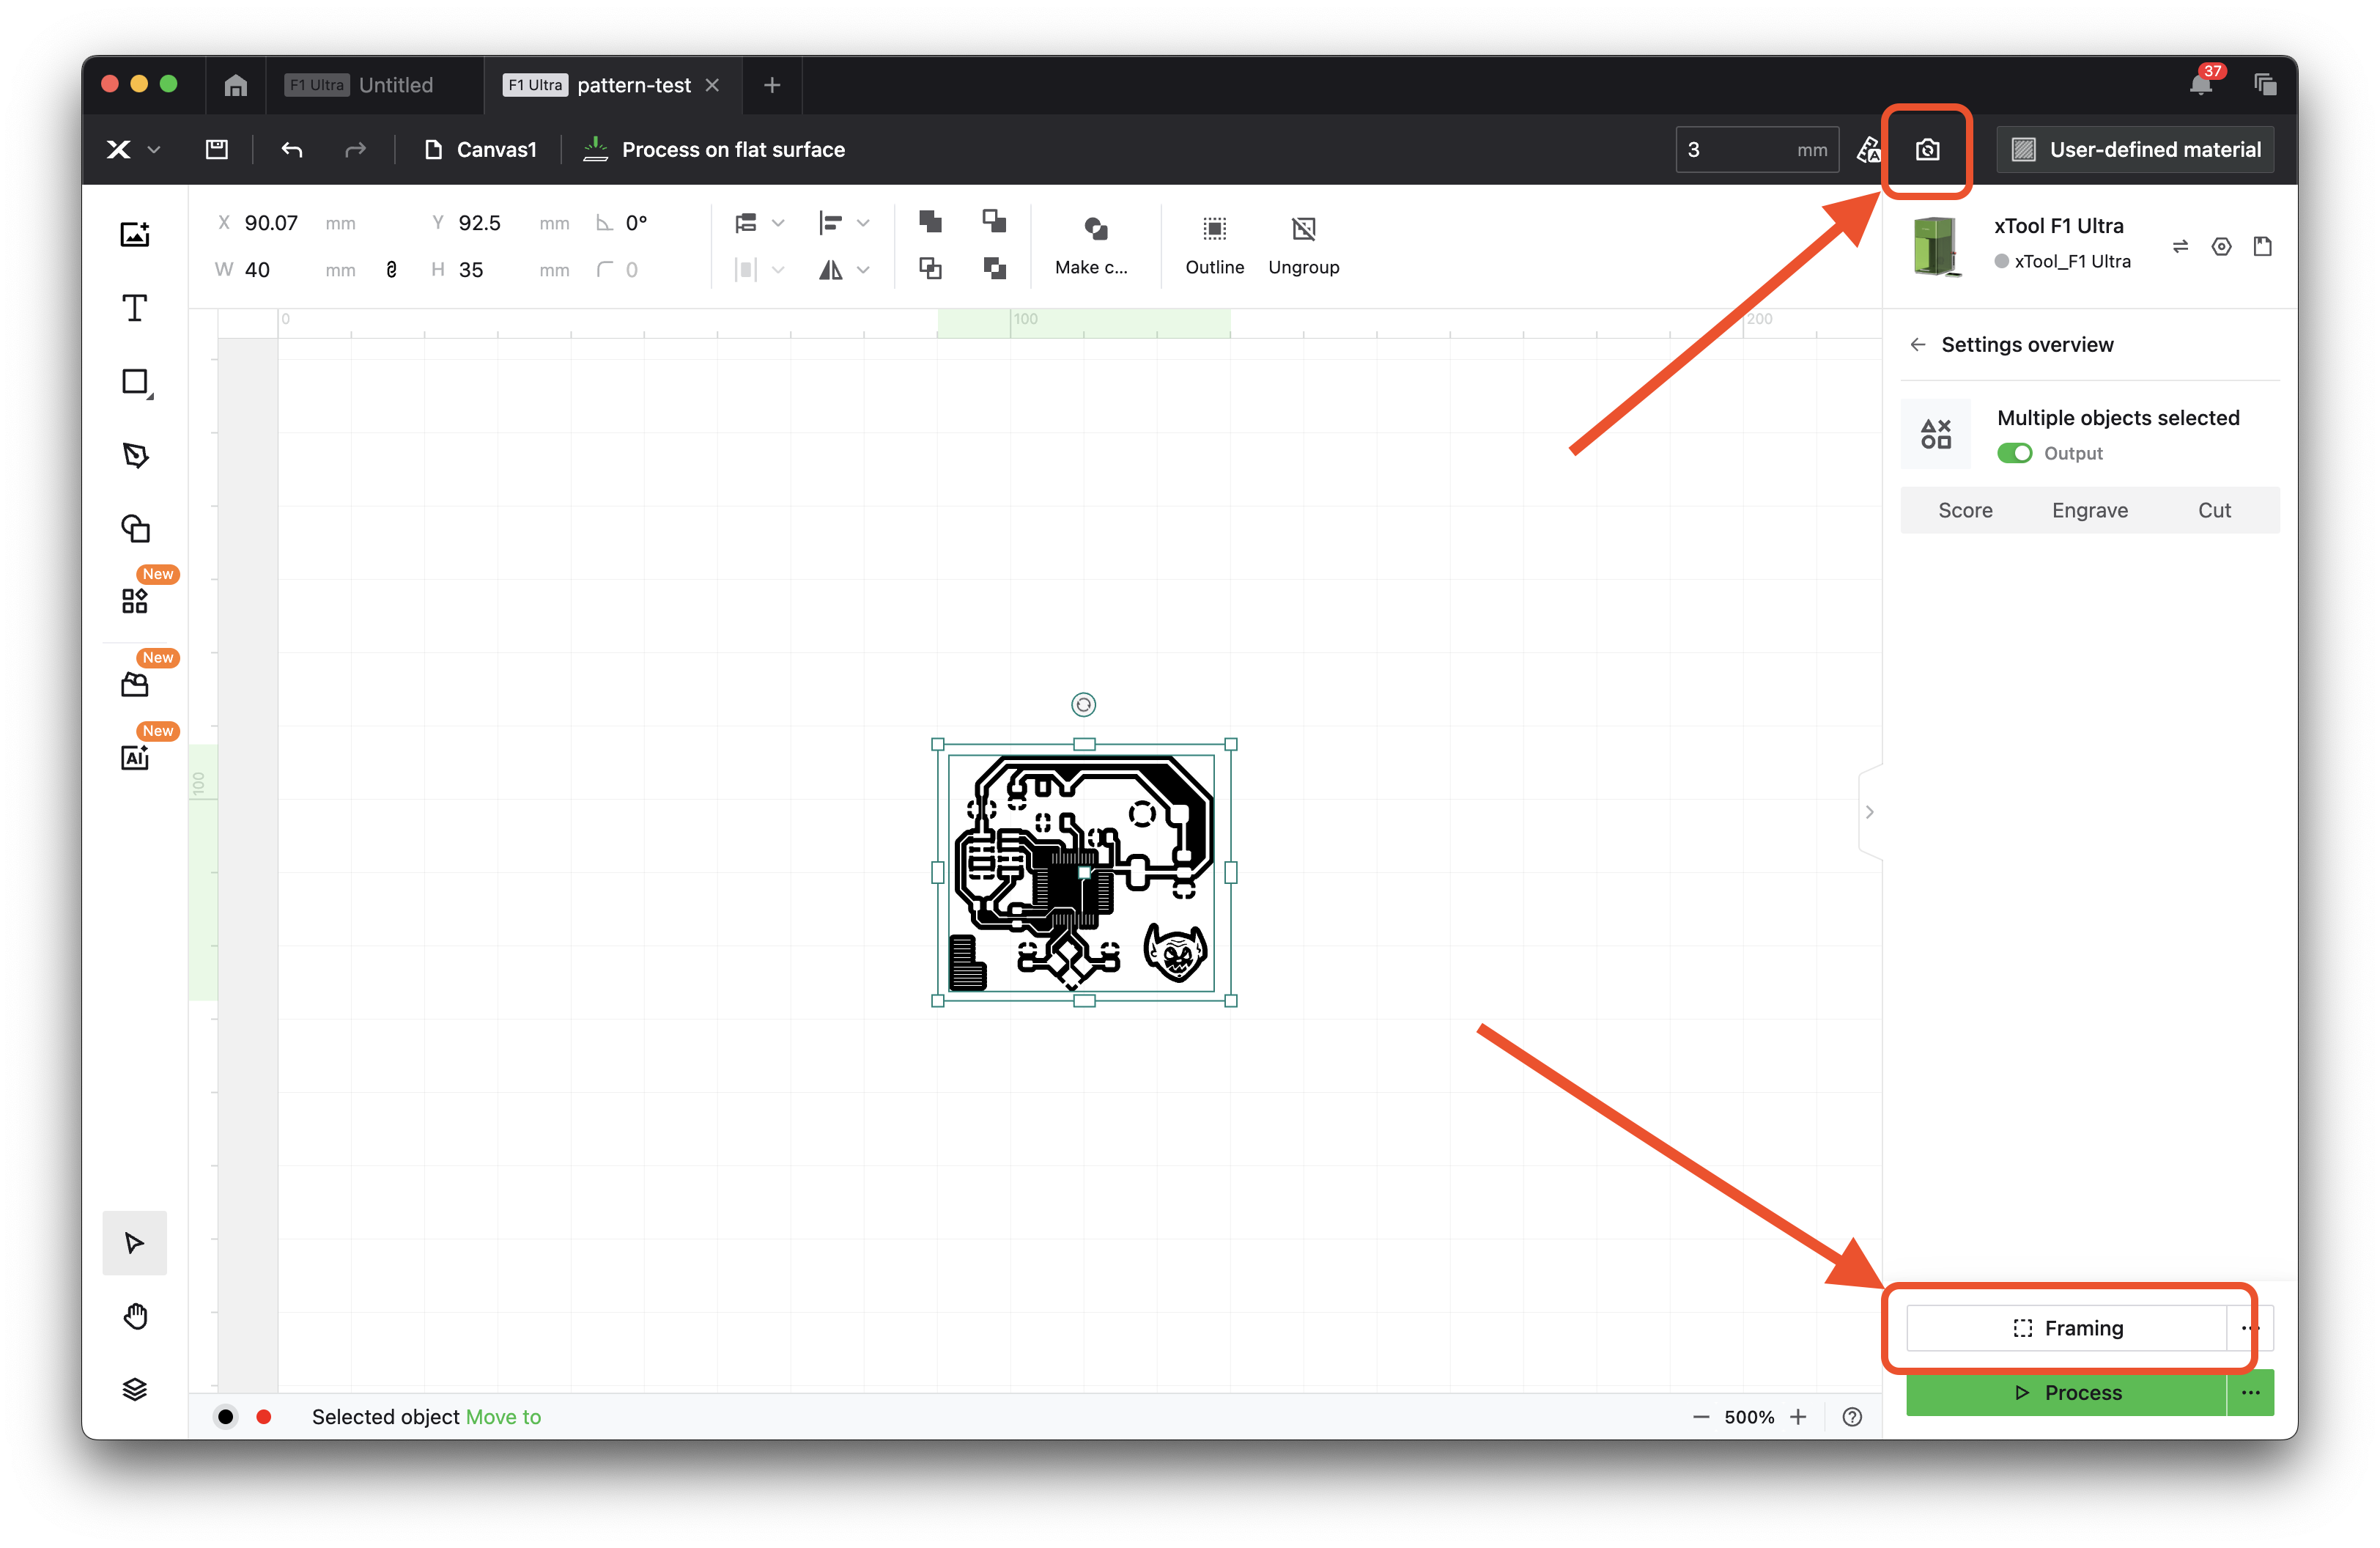 F1 Ultra Untitled
F1 Ultra pattern-test
37
Canvas1
Process on flat surface
3 mm
User-defined material
X 90.07 mm Y 92.5 mm 0°
W 40 mm H 35 mm 0
Make c...
Outline
Ungroup
xTool F1 Ultra
xTool_F1 Ultra
0 100 200
Settings overview
Multiple objects selected
Output
Score Engrave Cut
New
New
New
AI
100
Framing
Process
Selected object Move to
500%